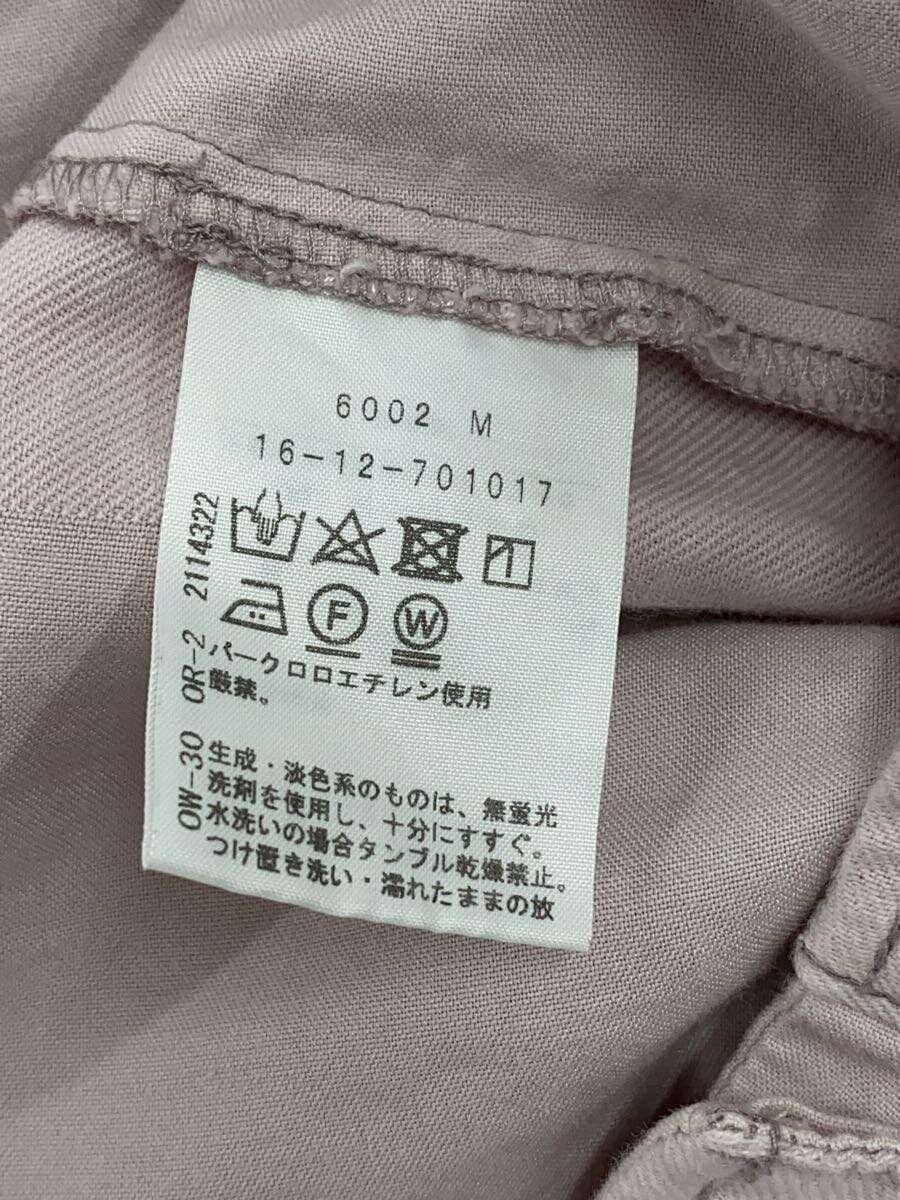 6002 M
16-12-701017
F W
パークロロエチレン使用
厳禁。
生成・淡色系のものは、無蛍光
洗剤を使用し、十分にすすぐ。
水洗いの場合タンブル乾燥禁止。
つけ置き洗い・濡れたままの放
OW-30 OR-2 2114322